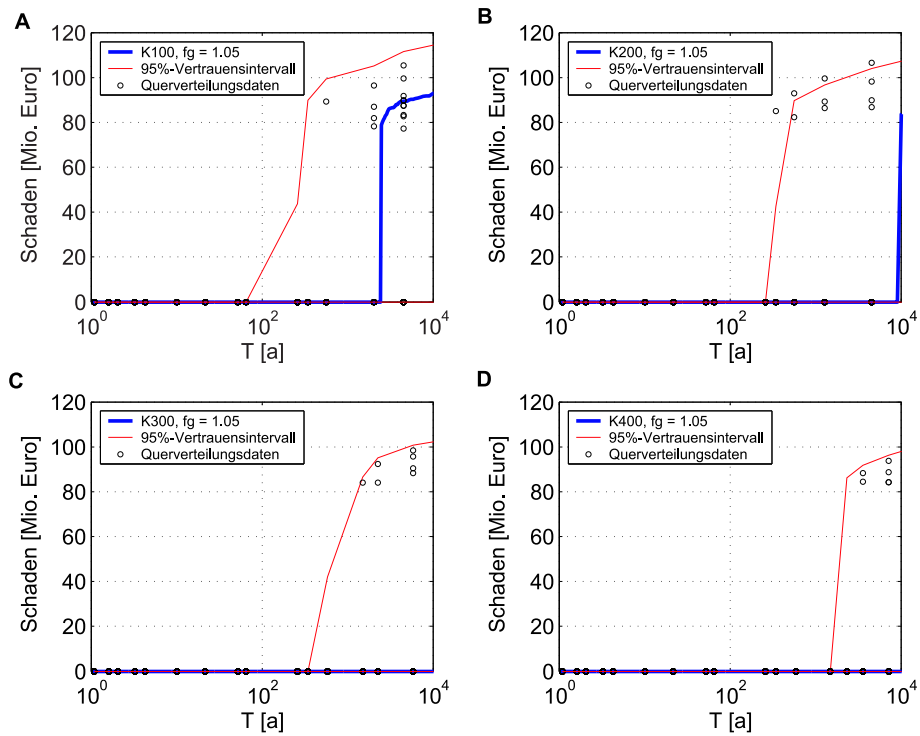 A
K100, fg = 1.05
95%-Vertrauensintervall
Querverteilungsdaten
Schaden [Mio. Euro]
120
100
80
60
40
20
0
10^0
10^2
10^4
T [a]
B
K200, fg = 1.05
95%-Vertrauensintervall
Querverteilungsdaten
Schaden [Mio. Euro]
120
100
80
60
40
20
0
10^0
10^2
10^4
T [a]
C
K300, fg = 1.05
95%-Vertrauensintervall
Querverteilungsdaten
Schaden [Mio. Euro]
120
100
80
60
40
20
0
10^0
10^2
10^4
T [a]
D
K400, fg = 1.05
95%-Vertrauensintervall
Querverteilungsdaten
Schaden [Mio. Euro]
120
100
80
60
40
20
0
10^0
10^2
10^4
T [a]